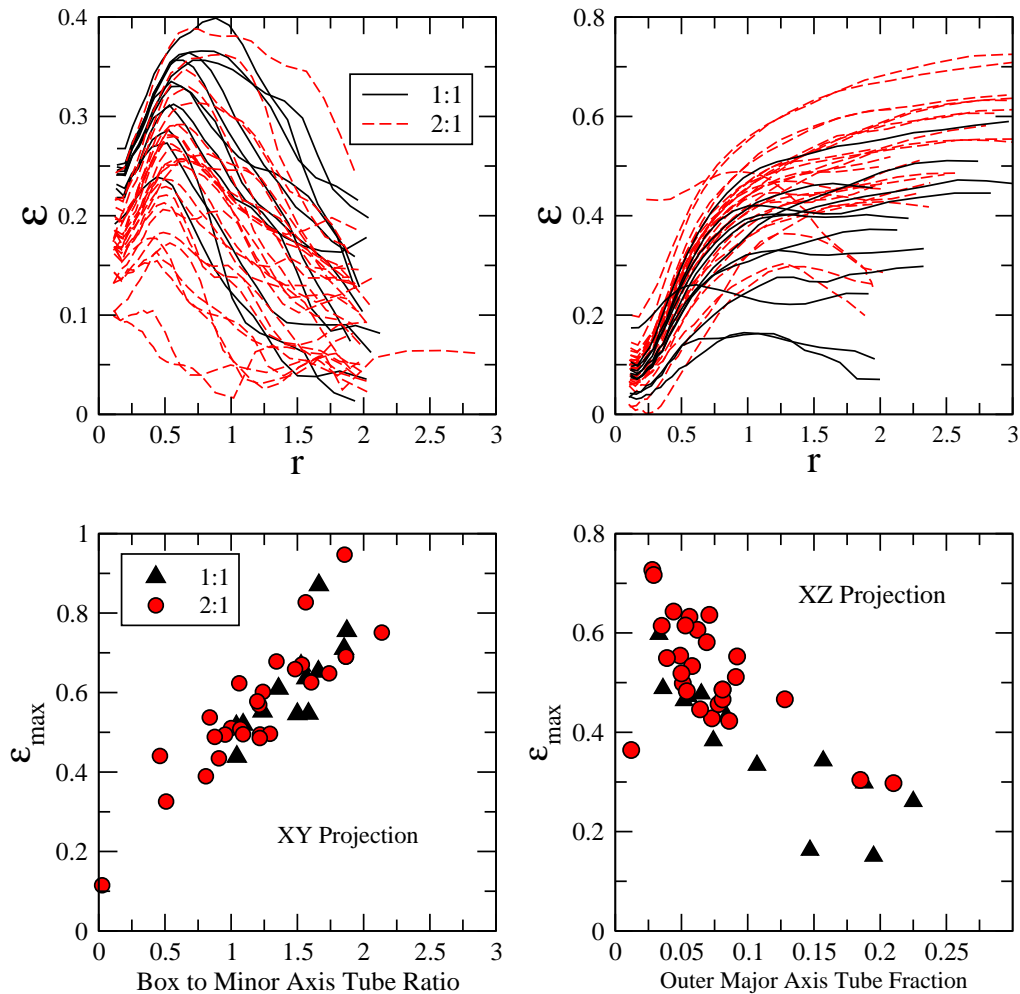 0.4
0.3
0.2
0.1
0
ε
1:1
2:1
0 0.5 1 1.5 2 2.5 3
r
0.8
0.6
0.4
0.2
0
ε
0 0.5 1 1.5 2 2.5 3
r
1
0.8
0.6
0.4
0.2
0
ε_max
1:1
2:1
XY Projection
0 0.5 1 1.5 2 2.5 3
Box to Minor Axis Tube Ratio
0.8
0.6
0.4
0.2
0
ε_max
XZ Projection
0 0.05 0.1 0.15 0.2 0.25
Outer Major Axis Tube Fraction